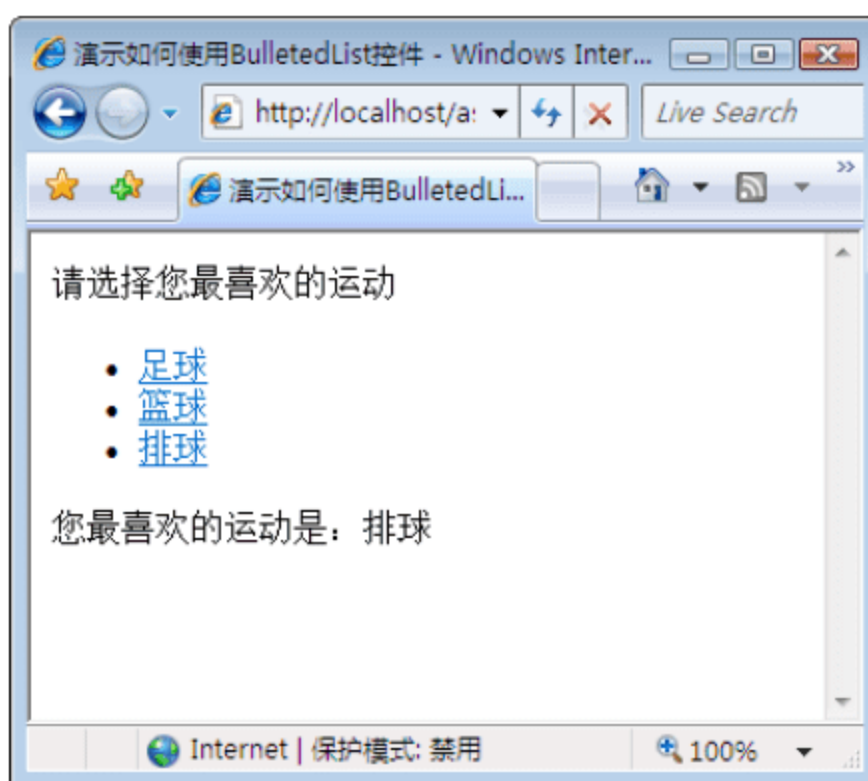 演示如何使用BulletedList控件 - Windows Inter...
http://localhost/a
Live Search
演示如何使用BulletedLi...
请选择您最喜欢的运动
• 足球
• 篮球
• 排球
您最喜欢的运动是：排球
Internet | 保护模式: 禁用
100%